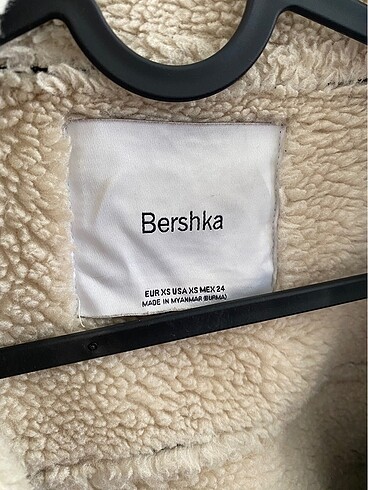 Bershka
EUR XS USA XS MEX 24
MADE IN MYANMAR (BURMA)